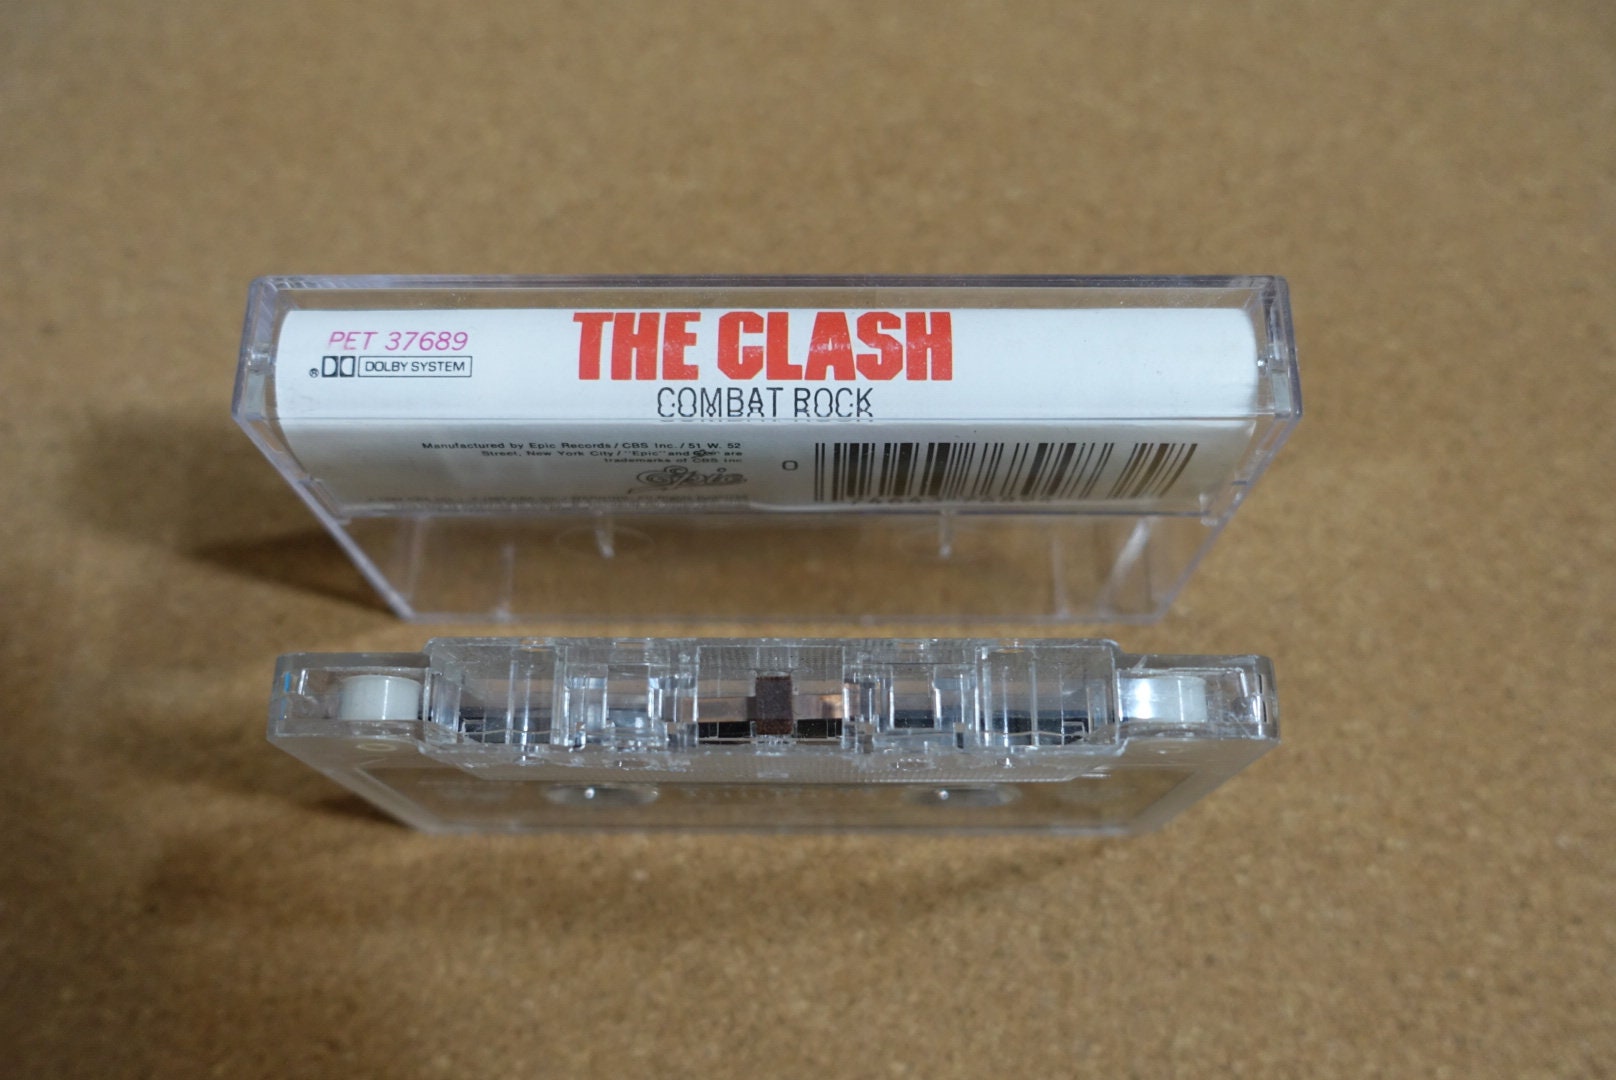 PET 37689
THE CLASH
® DOLBY SYSTEM
COMBAT ROCK
Manufactured by Epic Records / CBS Inc. / 51 W. 52
Street, New York City / "Epic" and Epic are
trademarks of CBS Inc
Epic
0